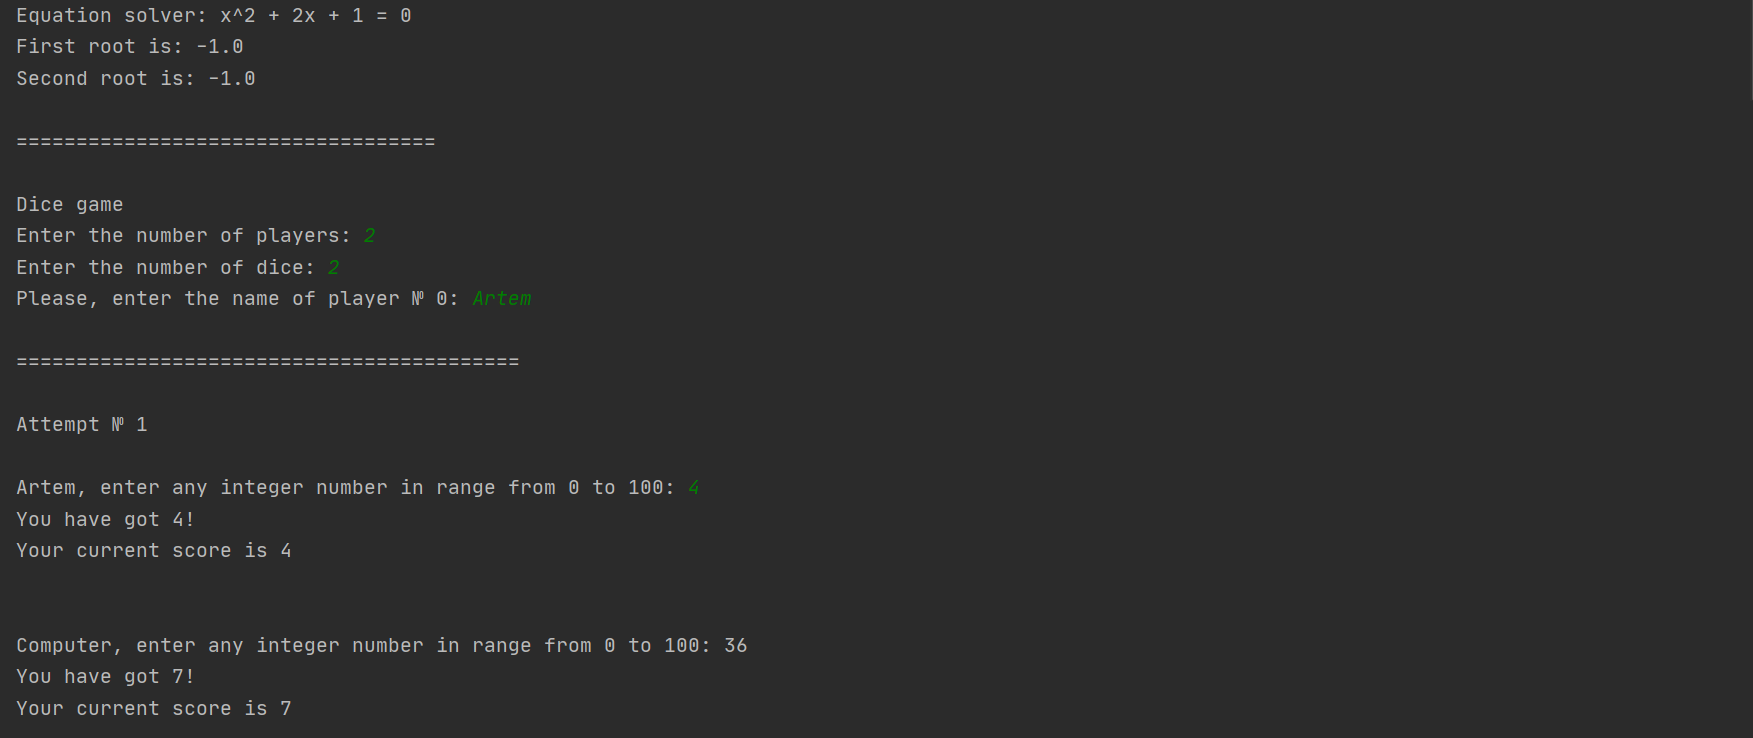 Equation solver: x^2 + 2x + 1 = 0
First root is: -1.0
Second root is: -1.0
===================================
Dice game
Enter the number of players: 2
Enter the number of dice: 2
Please, enter the name of player № 0: Artem
==========================================
Attempt № 1
Artem, enter any integer number in range from 0 to 100: 4
You have got 4!
Your current score is 4
Computer, enter any integer number in range from 0 to 100: 36
You have got 7!
Your current score is 7